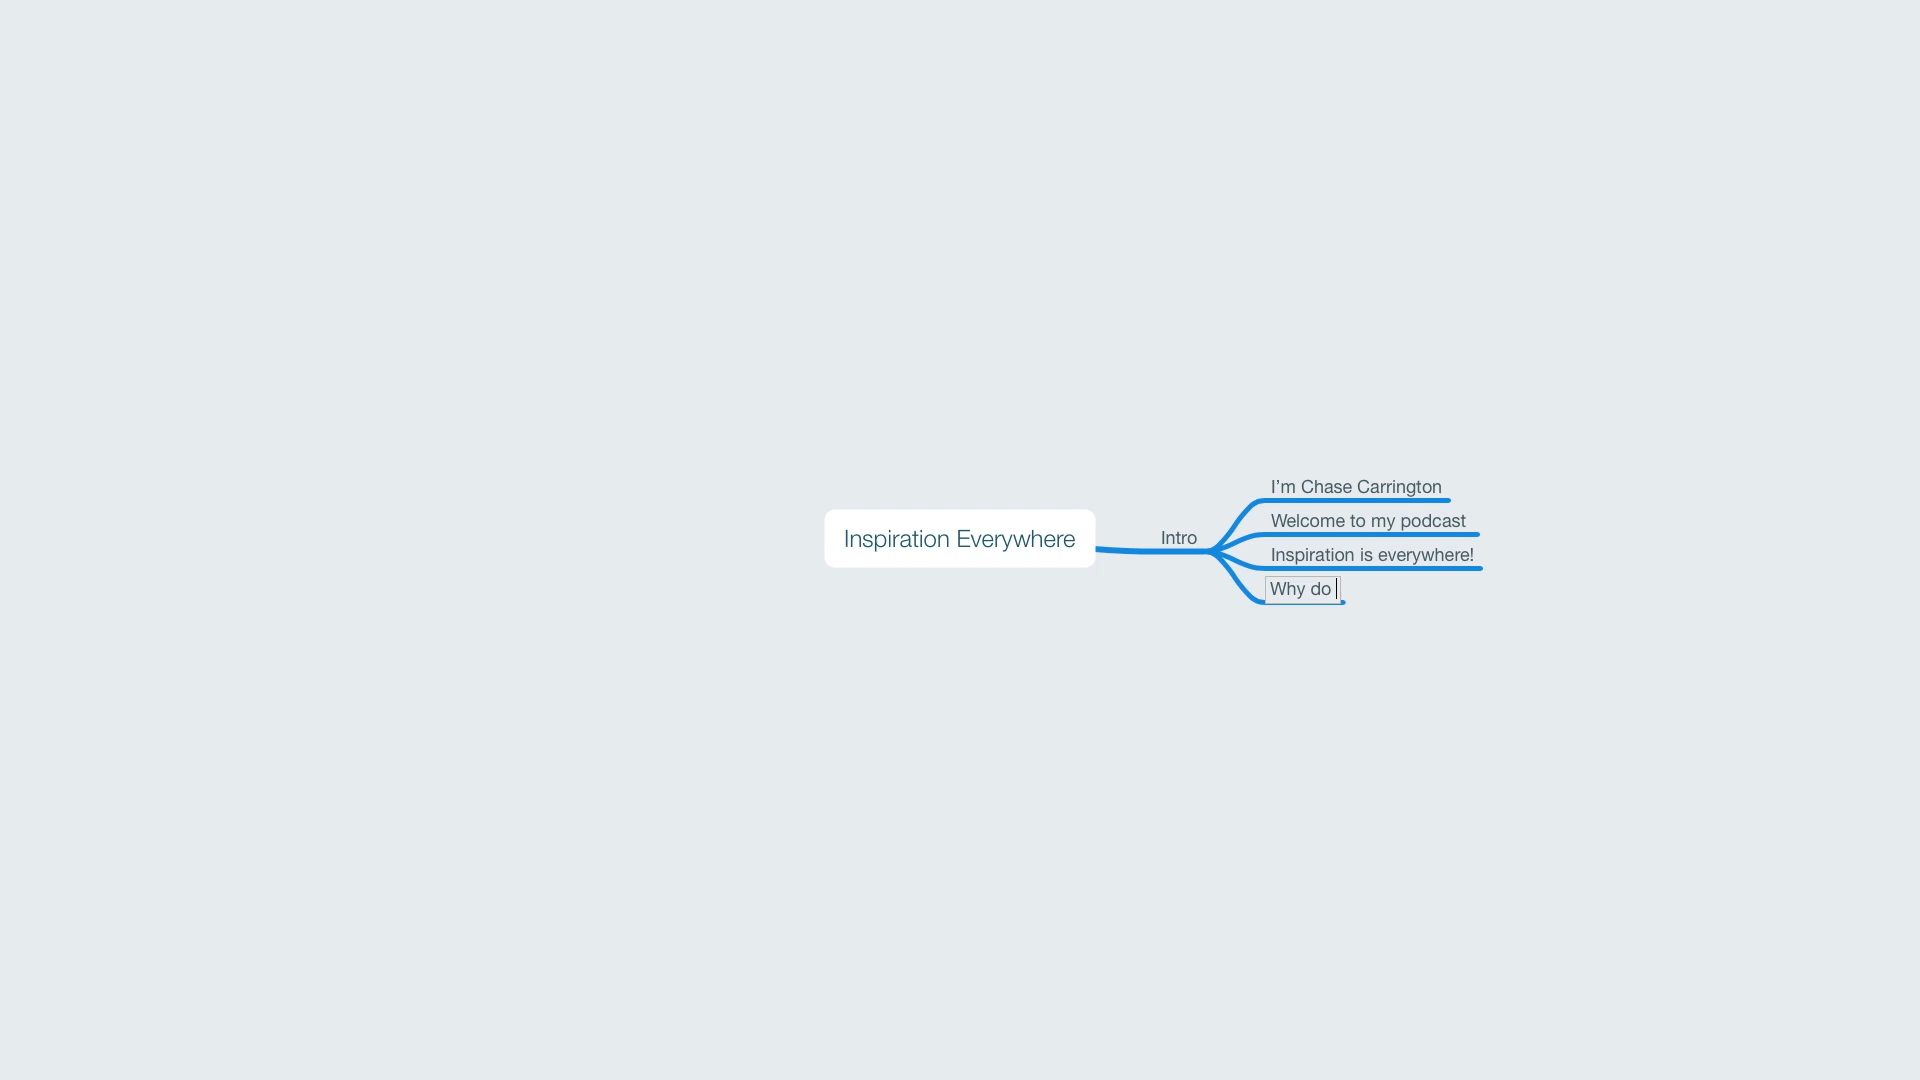 Inspiration Everywhere
Intro
I’m Chase Carrington
Welcome to my podcast
Inspiration is everywhere!
Why do